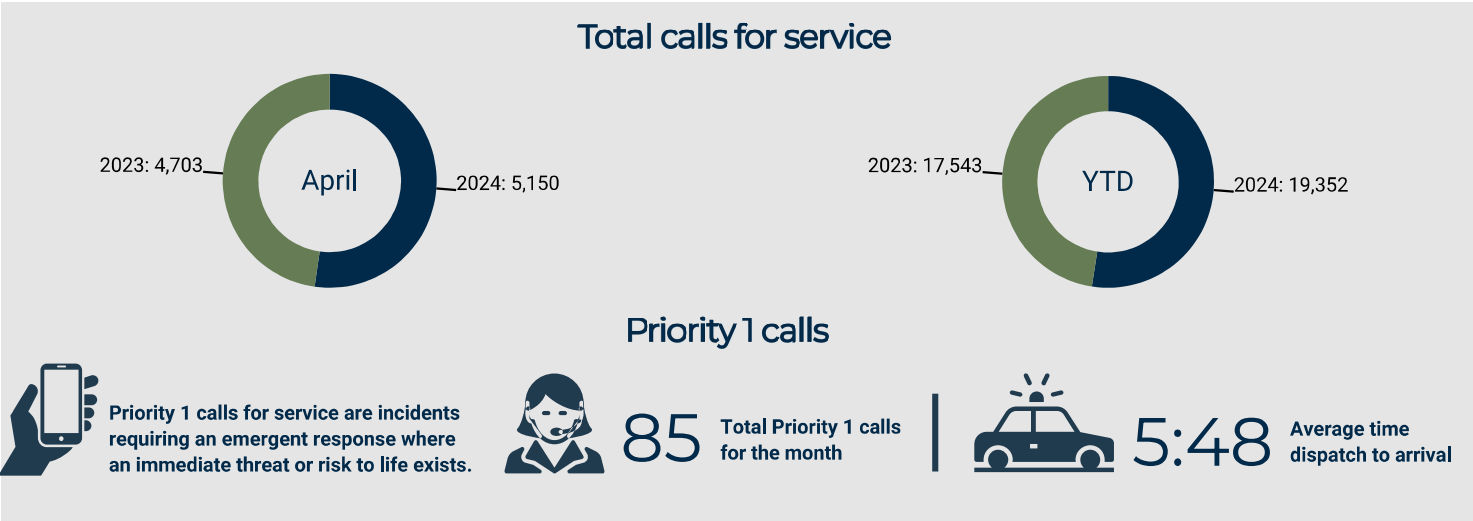 Total calls for service
2023: 4,703
April
2024: 5,150
2023: 17,543
YTD
2024: 19,352
Priority 1 calls
Priority 1 calls for service are incidents
requiring an emergent response where
an immediate threat or risk to life exists.
85
Total Priority 1 calls
for the month
5:48
Average time
dispatch to arrival